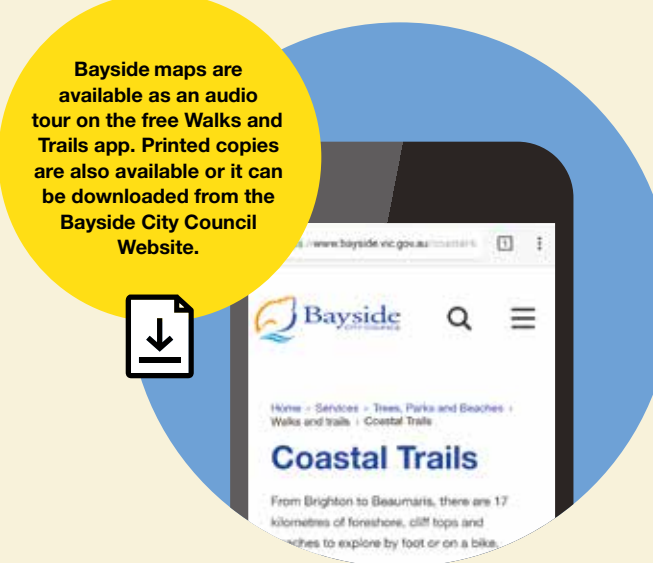 Bayside maps are
available as an audio
tour on the free Walks and
Trails app. Printed copies
are also available or it can
be downloaded from the
Bayside City Council
Website.
www.bayside.vic.gov.au
1
Bayside
CITY COUNCIL
Home > Services > Trees, Parks and Beaches >
Walks and trails > Coastal Trails
Coastal Trails
From Brighton to Beaumaris, there are 17
kilometres of foreshore, cliff tops and
to explore by foot or on a bike.